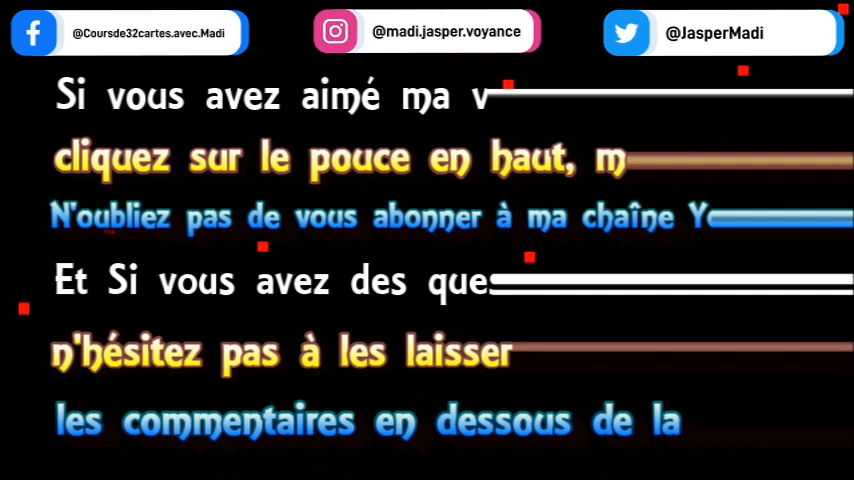 @Coursde32cartes.avec.Madi
@madi.jasper.voyance
@JasperMadi
Si vous avez aimé ma v
cliquez sur le pouce en haut, m
N'oubliez pas de vous abonner à ma chaîne Y
Et Si vous avez des que
n'hésitez pas à les laisser
les commentaires en dessous de la